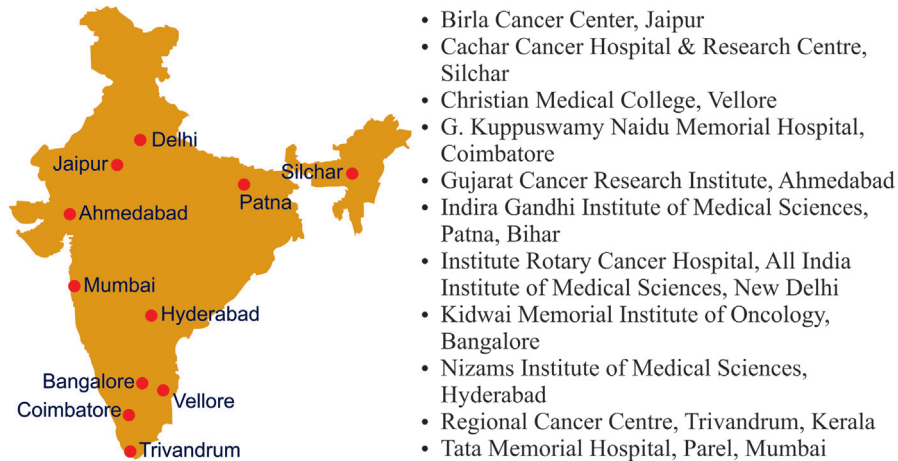 Delhi
Jaipur
Silchar
Patna
Ahmedabad
Mumbai
Hyderabad
Bangalore
Vellore
Coimbatore
Trivandrum
• Birla Cancer Center, Jaipur
• Cachar Cancer Hospital & Research Centre,
Silchar
• Christian Medical College, Vellore
• G. Kuppuswamy Naidu Memorial Hospital,
Coimbatore
• Gujarat Cancer Research Institute, Ahmedabad
• Indira Gandhi Institute of Medical Sciences,
Patna, Bihar
• Institute Rotary Cancer Hospital, All India
Institute of Medical Sciences, New Delhi
• Kidwai Memorial Institute of Oncology,
Bangalore
• Nizams Institute of Medical Sciences,
Hyderabad
• Regional Cancer Centre, Trivandrum, Kerala
• Tata Memorial Hospital, Parel, Mumbai